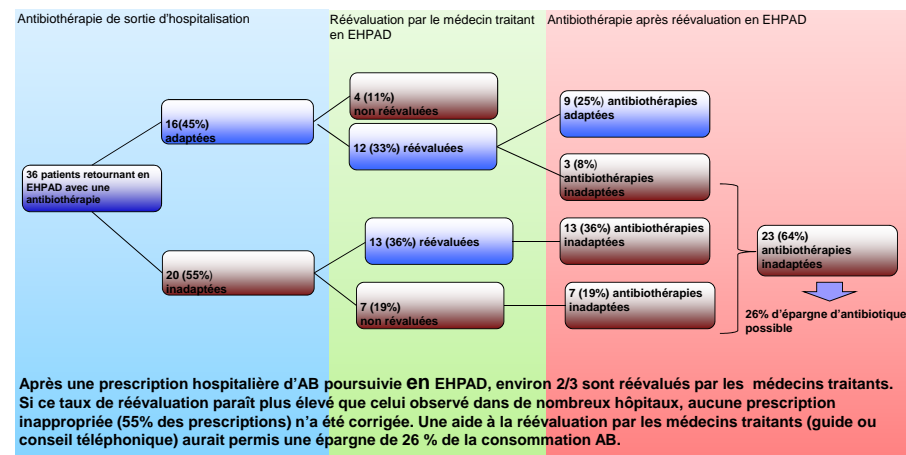 Antibiothérapie de sortie d'hospitalisation
Réévaluation par le médecin traitant
en EHPAD
Antibiothérapie après réévaluation en EHPAD
36 patients retournant en
EHPAD avec une
antibiothérapie
16(45%)
adaptées
20 (55%)
inadaptées
4 (11%)
non réévaluées
12 (33%) réévaluées
13 (36%) réévaluées
7 (19%)
non révaluées
9 (25%) antibiothérapies
adaptées
3 (8%)
antibiothérapies
inadaptées
13 (36%) antibiothérapies
inadaptées
7 (19%) antibiothérapies
inadaptées
23 (64%)
antibiothérapies
inadaptées
26% d'épargne d'antibiotique
possible
Après une prescription hospitalière d'AB poursuivie en EHPAD, environ 2/3 sont réévalués par les médecins traitants.
Si ce taux de réévaluation paraît plus élevé que celui observé dans de nombreux hôpitaux, aucune prescription
inappropriée (55% des prescriptions) n'a été corrigée. Une aide à la réévaluation par les médecins traitants (guide ou
conseil téléphonique) aurait permis une épargne de 26 % de la consommation AB.